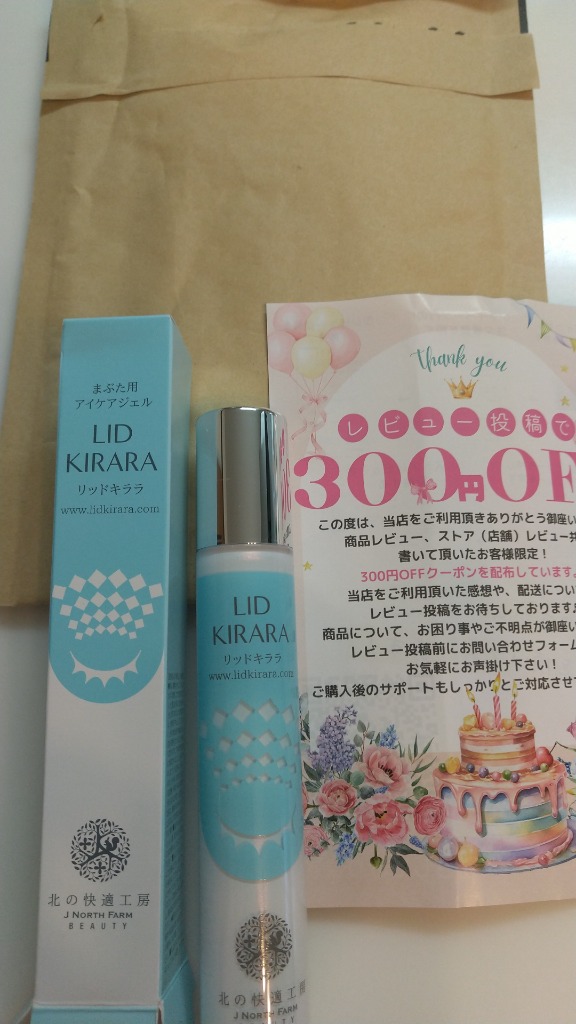 まぶた用
アイケアジェル
LID
KIRARA
リッドキララ
www.lidkirara.com
北の快適工房
J NORTH FARM
BEAUTY
LID
KIRARA
リッドキララ
www.lidkirara.com
北の快適工房
J NORTH FARM
BEAUTY
thank you
レビュー投稿で
300円OF
この度は、当店をご利用頂きありがとう御座い
商品レビュー、ストア（店舗）レビュー共
書いて頂いたお客様限定！
300円OFFクーポンを配布しています。
当店をご利用頂いた感想や、配送につい
レビュー投稿をお待ちしております♪
商品について、お困り事やご不明点が御座い
レビュー投稿前にお問い合わせフォーム
お気軽にお声掛け下さい！
ご購入後のサポートもしっかりとご対応させ